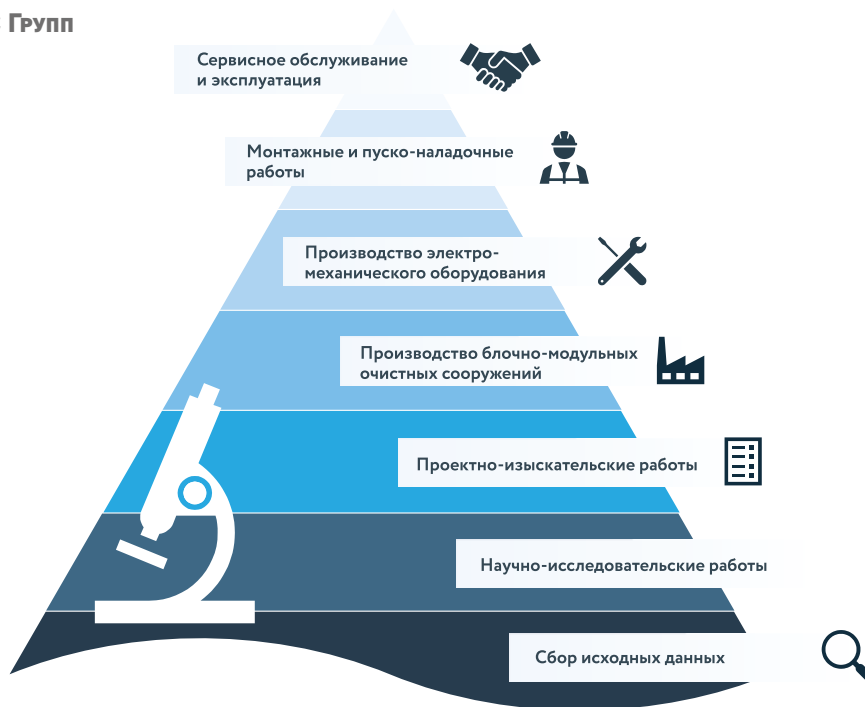 Групп
Сервисное обслуживание
и эксплуатация
Монтажные и пуско-наладочные
работы
Производство электро-
механического оборудования
Производство блочно-модульных
очистных сооружений
Проектно-изыскательские работы
Научно-исследовательские работы
Сбор исходных данных